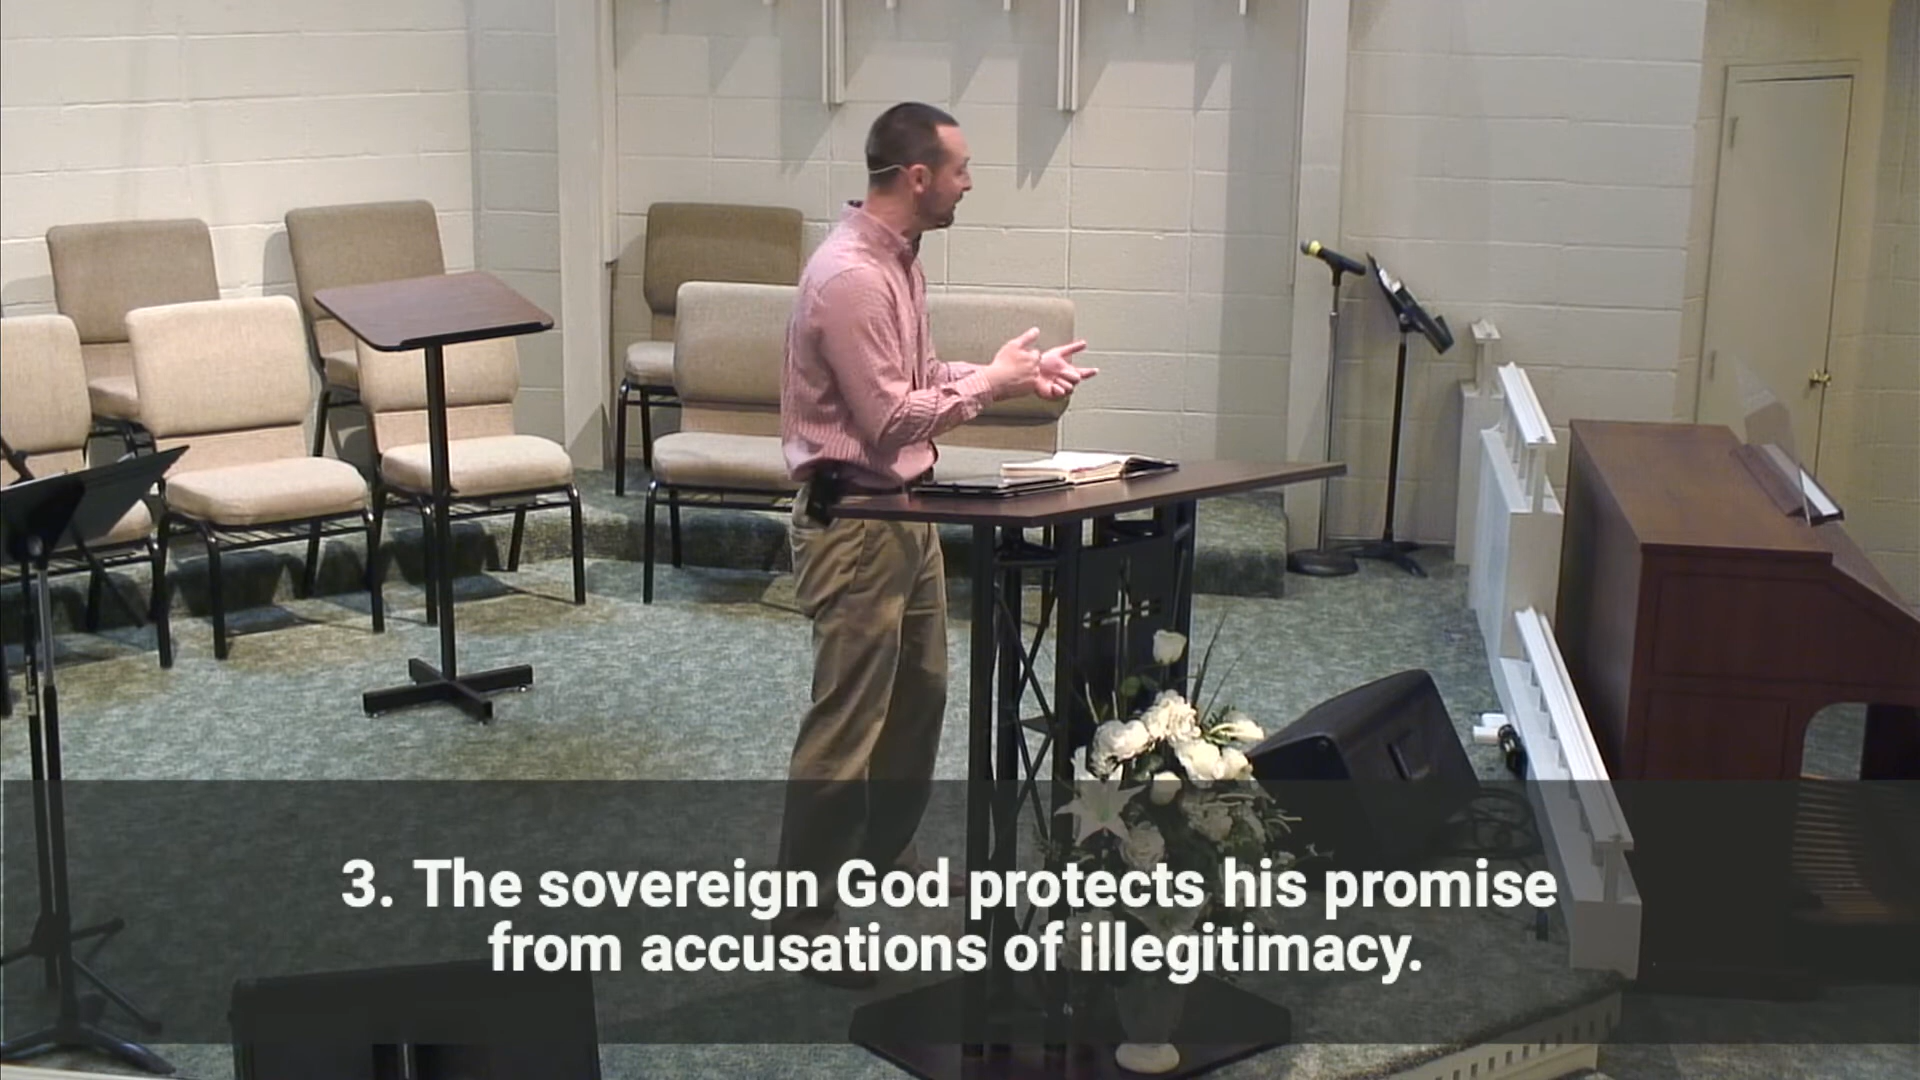 3. The sovereign God protects his promise
from accusations of illegitimacy.